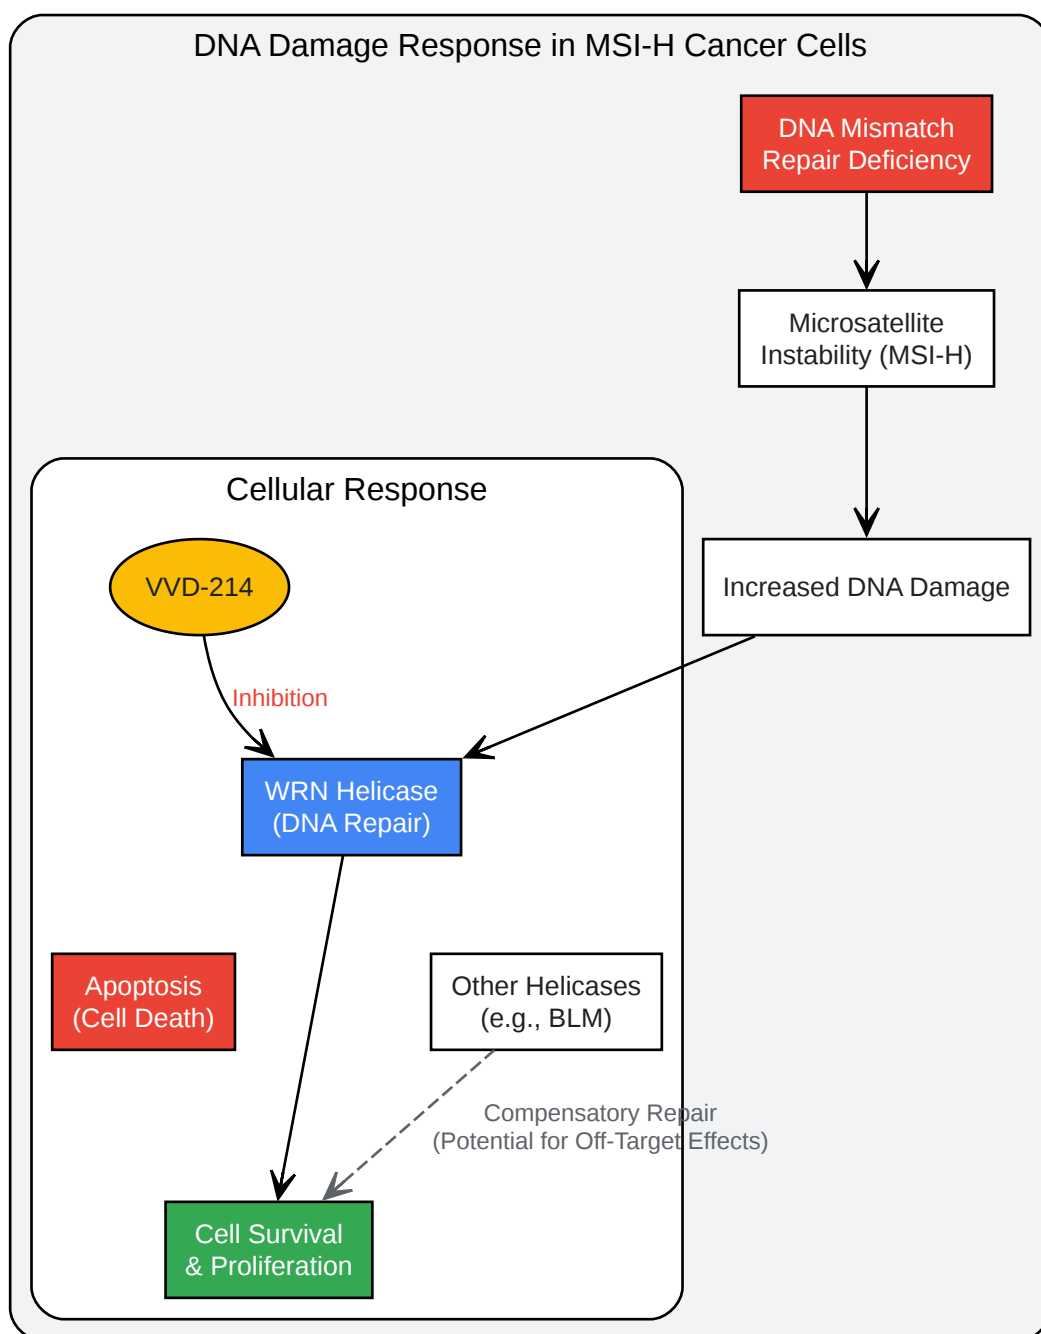 DNA Damage Response in MSI-H Cancer Cells
DNA Mismatch
Repair Deficiency
Microsatellite
Instability (MSI-H)
Cellular Response
VVD-214
Increased DNA Damage
Inhibition
WRN Helicase
(DNA Repair)
Apoptosis
(Cell Death)
Other Helicases
(e.g., BLM)
Compensatory Repair
(Potential for Off-Target Effects)
Cell Survival
& Proliferation